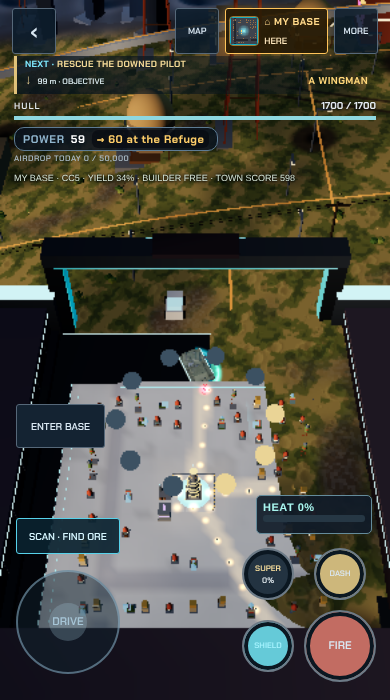 ‹
MAP
⌂ MY BASE
HERE
MORE
NEXT · RESCUE THE DOWNED PILOT
↓ 99 m · OBJECTIVE
A WINGMAN
HULL
1700 / 1700
POWER 59 → 60 at the Refuge
AIRDROP TODAY 0 / 50,000
MY BASE · CC5 · YIELD 34% · BUILDER FREE · TOWN SCORE 598
ENTER BASE
HEAT 0%
SCAN · FIND ORE
SUPER
0%
DASH
DRIVE
SHIELD
FIRE